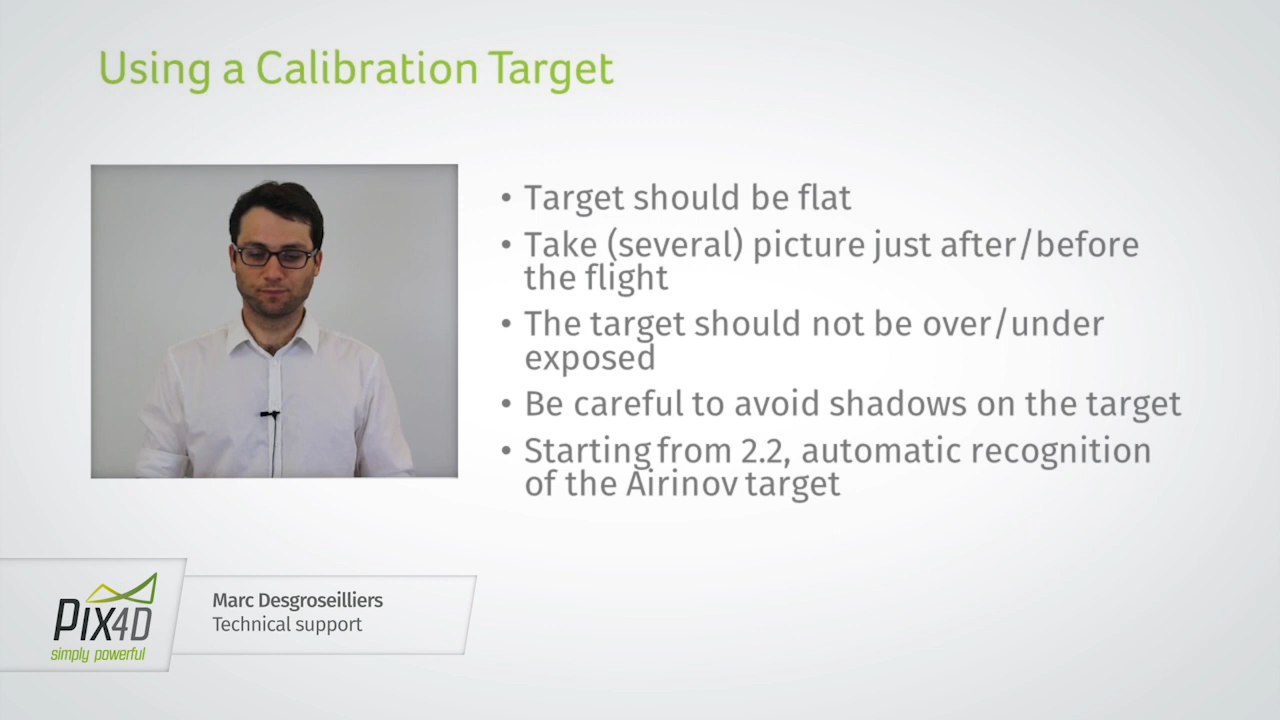 Using a Calibration Target
• Target should be flat
• Take (several) picture just after/before
the flight
• The target should not be over/under
exposed
• Be careful to avoid shadows on the target
• Starting from 2.2, automatic recognition
of the Airinov target
PIX4D
simply powerful
Marc Desgroseilliers
Technical support